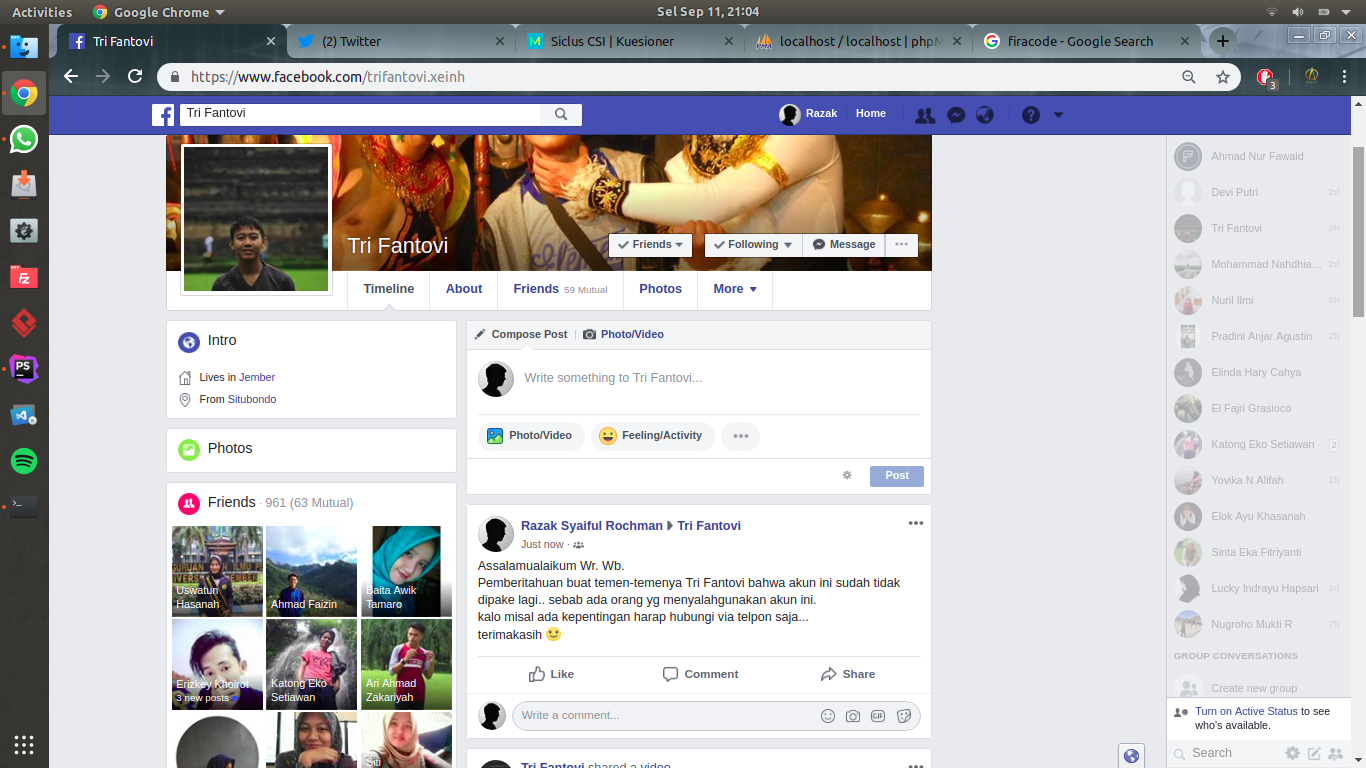 Activities Google Chrome Sel Sep 11, 21:04
Tri Fantovi (2) Twitter Siclus CSI | Kuesioner localhost / localhost | phpM firacode - Google Search
https://www.facebook.com/trifantovi.xeinh 3
Tri Fantovi Razak Home
Tri Fantovi
Friends Following Message
Timeline About Friends 59 Mutual Photos More
Intro
Lives in Jember
From Situbondo
Photos
Friends · 961 (63 Mutual)
Uswatun Hasanah
Ahmad Faizin
Baita Awik Tamaro
Erizkey Khoirot
3 new posts
Katong Eko Setiawan
Ari Ahmad Zakariyah
Siti
Compose Post Photo/Video
Write something to Tri Fantovi...
Photo/Video Feeling/Activity
Post
Razak Syaiful Rochman Tri Fantovi
Just now ·
Assalamualaikum Wr. Wb.
Pemberitahuan buat temen-temenya Tri Fantovi bahwa akun ini sudah tidak
dipake lagi.. sebab ada orang yg menyalahgunakan akun ini.
kalo misal ada kepentingan harap hubungi via telpon saja...
terimakasih
Like Comment Share
Write a comment... GIF
Tri Fantovi shared a video
Ahmad Nur Fawaid
Devi Putri 2d
Tri Fantovi 2h
Mohammad Nahdhia... 2d
Nuril Ilmi 9h
Pradini Anjar Agustin 2h
Elinda Hary Cahya
El Fajri Grasioco
Katong Eko Setiawan 2
Yovika N Alifah 1h
Elok Ayu Khasanah
Sinta Eka Fitriyanti
Lucky Indrayu Hapsari 1d
Nugroho Mukti R 7h
GROUP CONVERSATIONS
Create new group
Turn on Active Status to see
who's available.
Search